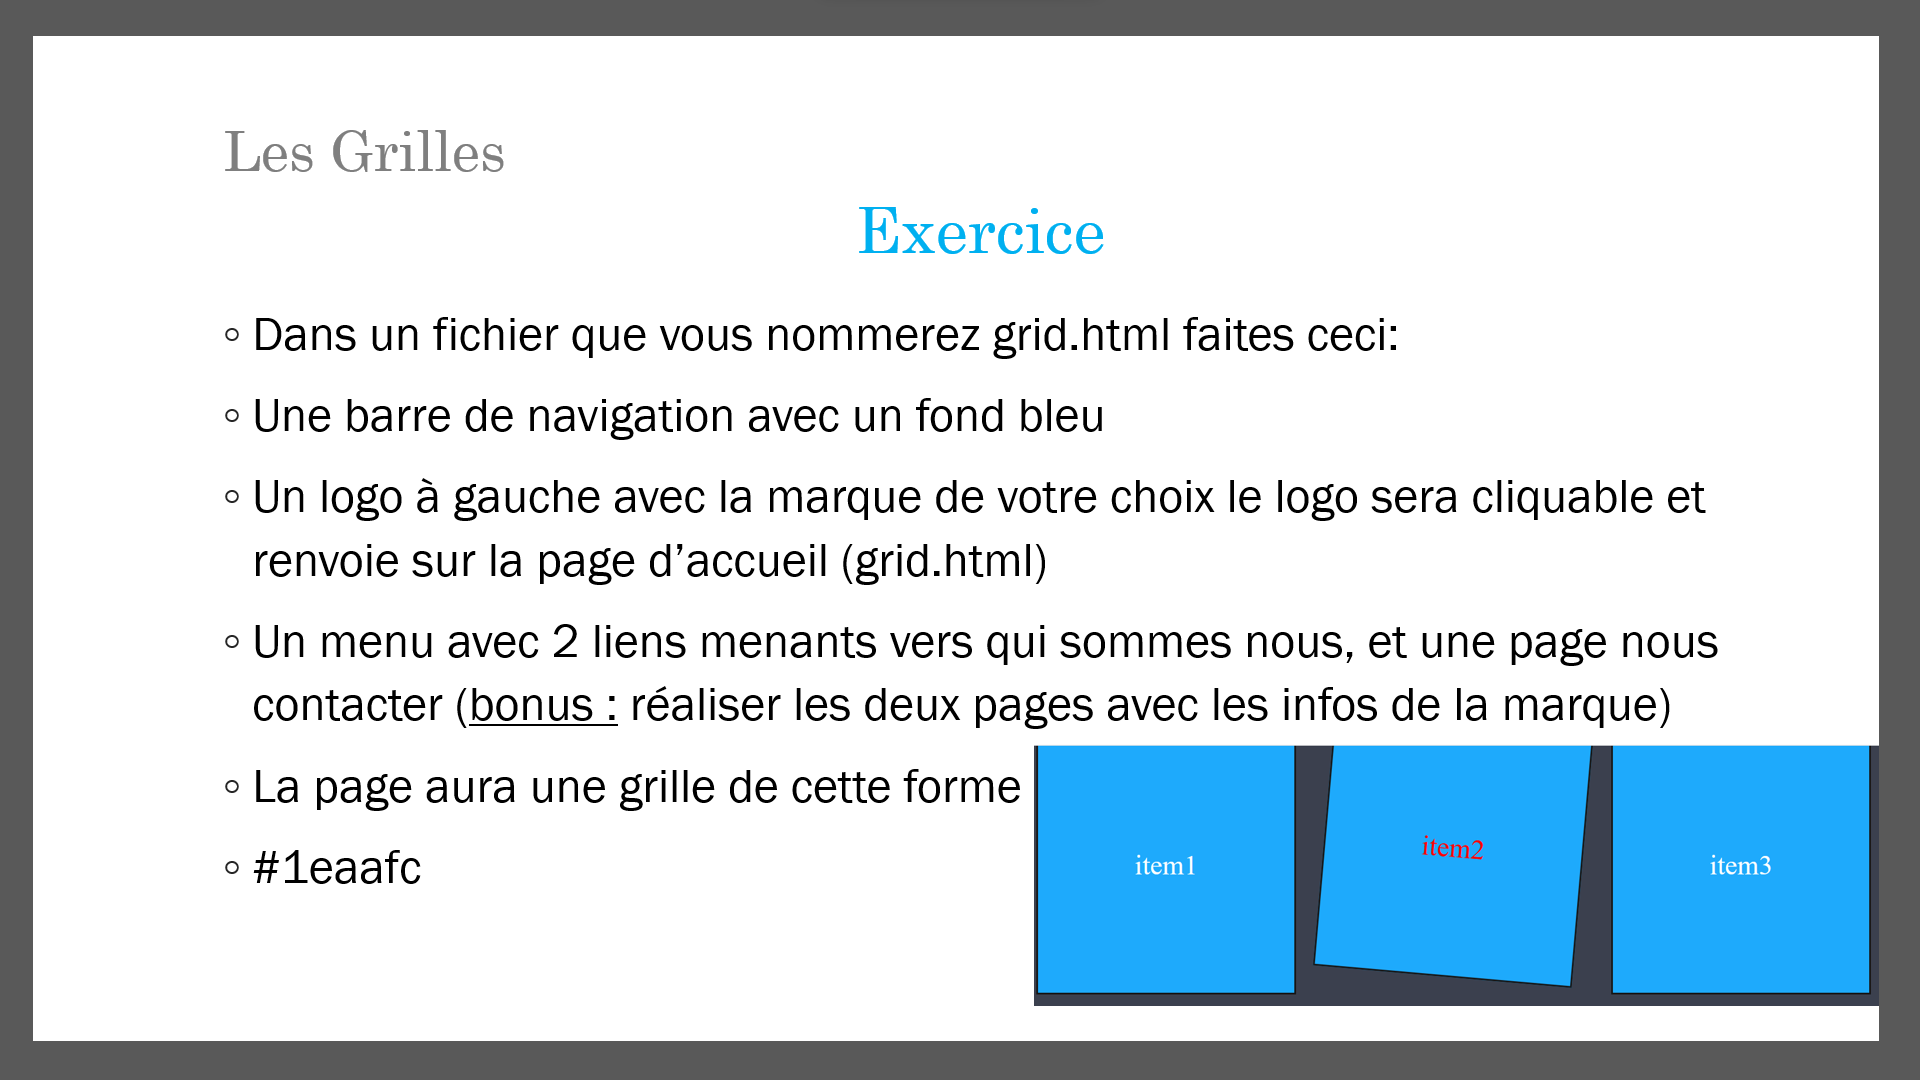 Les Grilles
Exercice
◦ Dans un fichier que vous nommerez grid.html faites ceci:
◦ Une barre de navigation avec un fond bleu
◦ Un logo à gauche avec la marque de votre choix le logo sera cliquable et
renvoie sur la page d’accueil (grid.html)
◦ Un menu avec 2 liens menants vers qui sommes nous, et une page nous
contacter (bonus : réaliser les deux pages avec les infos de la marque)
◦ La page aura une grille de cette forme
◦ #1eaafc
item1
item2
item3